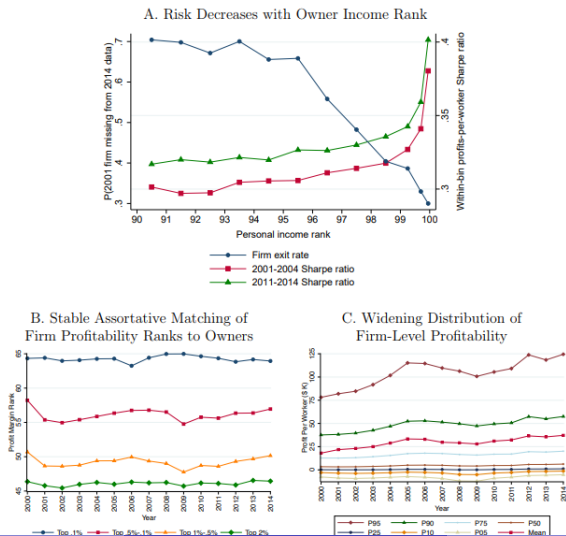 A. Risk Decreases with Owner Income Rank
P(2001 firm missing from 2014 data)
.7
.6
.5
.4
.3
.4
.35
.3
Within-bin profits-per-worker Sharpe ratio
90 91 92 93 94 95 96 97 98 99 100
Personal income rank
Firm exit rate
2001-2004 Sharpe ratio
2011-2014 Sharpe ratio
B. Stable Assortative Matching of
Firm Profitability Ranks to Owners
Profit Margin Rank
65
60
55
50
45
2000 2001 2002 2003 2004 2005 2006 2007 2008 2009 2010 2011 2012 2013 2014
Year
Top .1% Top .5%-.1% Top 1%-.5% Top 2%
C. Widening Distribution of
Firm-Level Profitability
Profit Per Worker ($ K)
125
100
75
50
25
0
2000 2001 2002 2003 2004 2005 2006 2007 2008 2009 2010 2011 2012 2013 2014
Year
P95 P90 P75 P50
P25 P10 P05 Mean